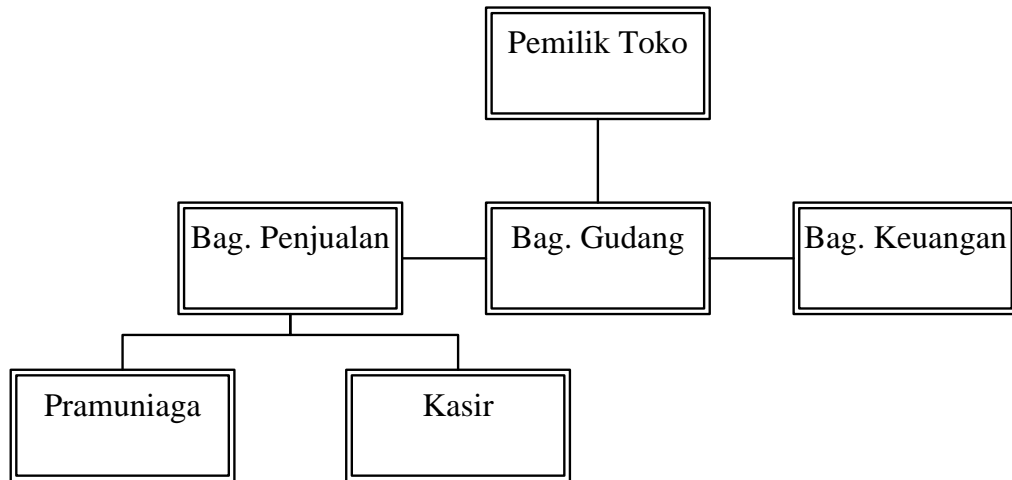 Pemilik Toko
Bag. Penjualan
Bag. Gudang
Bag. Keuangan
Pramuniaga
Kasir